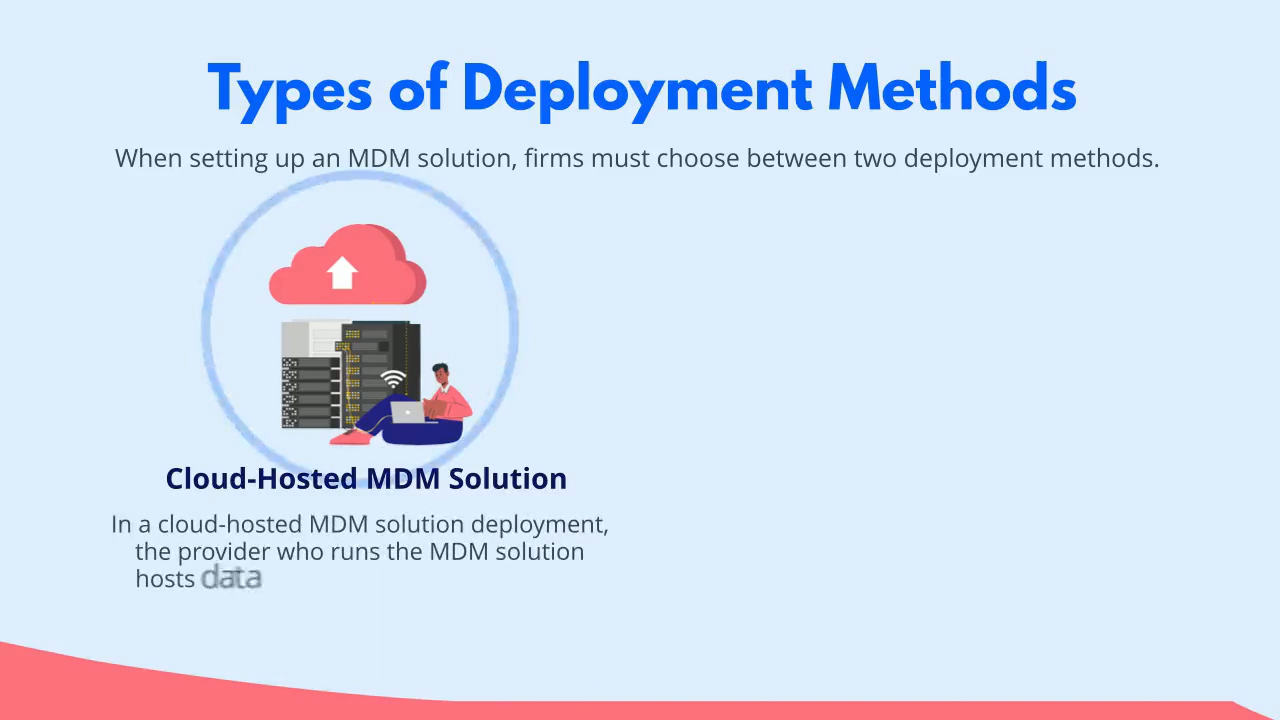 Types of Deployment Methods
When setting up an MDM solution, firms must choose between two deployment methods.
Cloud-Hosted MDM Solution
In a cloud-hosted MDM solution deployment,
the provider who runs the MDM solution
hosts data